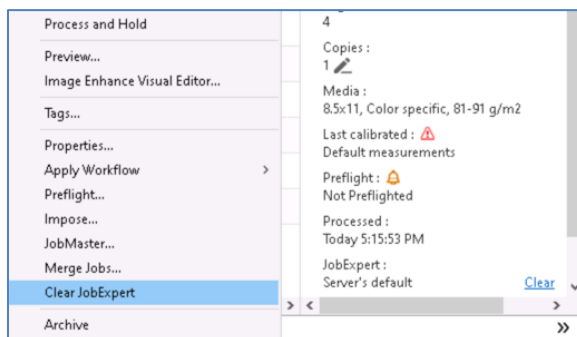 Process and Hold
Preview...
Image Enhance Visual Editor...
Tags...
Properties...
Apply Workflow
Preflight...
Impose...
JobMaster...
Merge Jobs...
Clear JobExpert
Archive
4
Copies :
1
Media :
8.5x11, Color specific, 81-91 g/m2
Last calibrated :
Default measurements
Preflight :
Not Preflighted
Processed :
Today 5:15:53 PM
JobExpert :
Server's default Clear